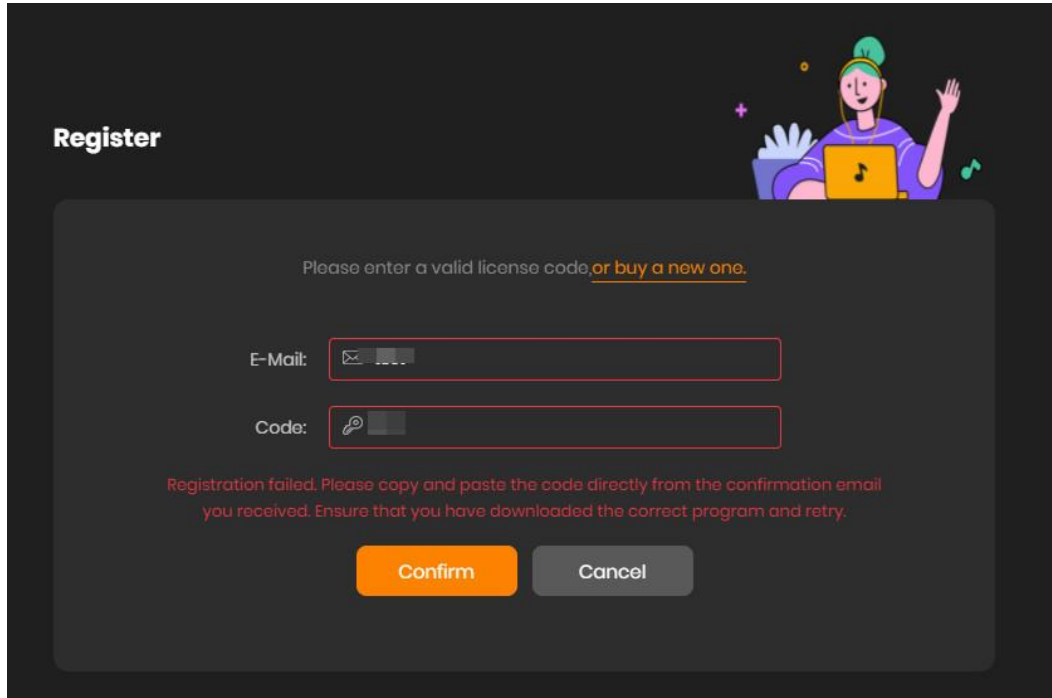 Register
Please enter a valid license code,or buy a new one.
E-Mail:
Code:
Registration failed. Please copy and paste the code directly from the confirmation email
you received. Ensure that you have downloaded the correct program and retry.
Confirm
Cancel